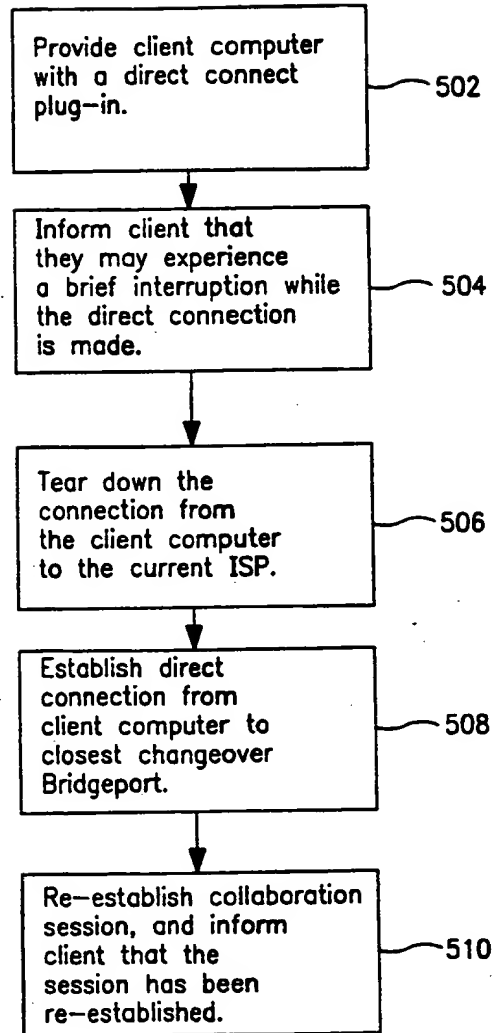 Provide client computer
with a direct connect
plug-in.
502
Inform client that
they may experience
a brief interruption while
the direct connection
is made.
504
Tear down the
connection from
the client computer
to the current ISP.
506
Establish direct
connection from
client computer to
closest changeover
Bridgeport.
508
Re-establish collaboration
session, and inform
client that the
session has been
re-established.
510